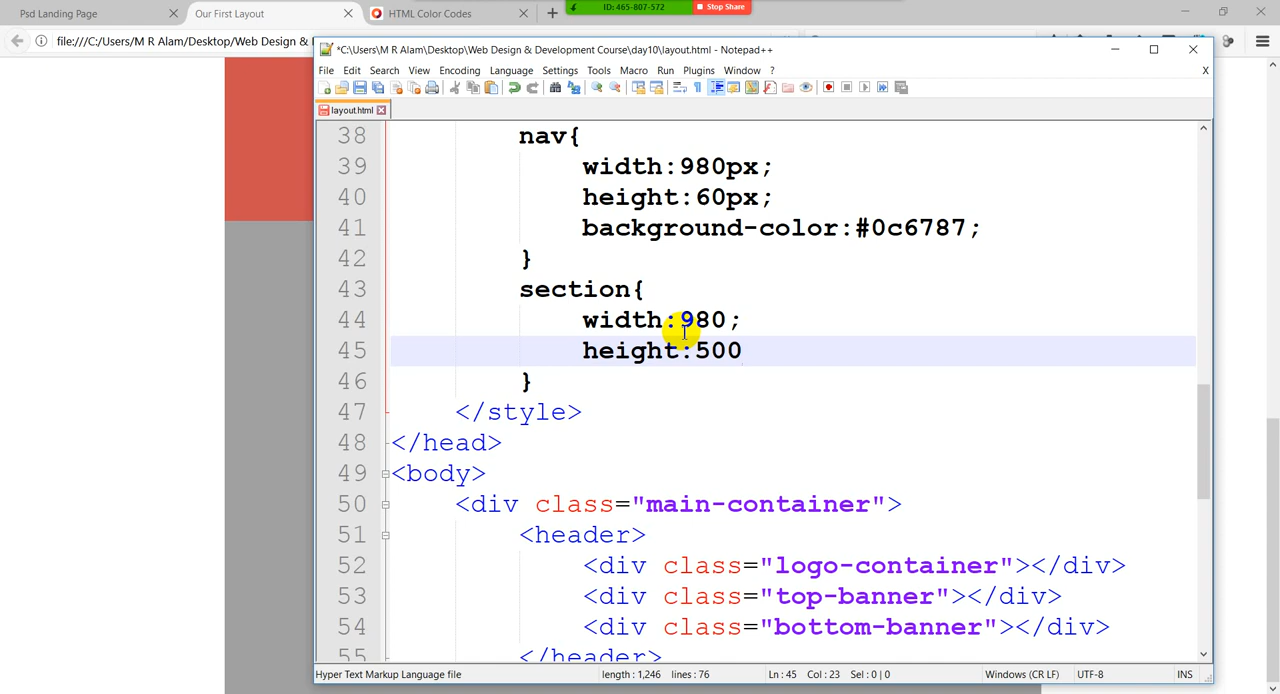 Psd Landing Page
Our First Layout
HTML Color Codes
ID: 465-807-572
Stop Share
file:///C:/Users/M R Alam/Desktop/Web Design &
*C:\Users\M R Alam\Desktop\Web Design & Development Course\day10\layout.html - Notepad++
File Edit Search View Encoding Language Settings Tools Macro Run Plugins Window ? X
layout.html
38 nav{
39 width:980px;
40 height:60px;
41 background-color:#0c6787;
42 }
43 section{
44 width:980;
45 height:500
46 }
47 </style>
48 </head>
49 <body>
50 <div class="main-container">
51 <header>
52 <div class="logo-container"></div>
53 <div class="top-banner"></div>
54 <div class="bottom-banner"></div>
55 </header>
Hyper Text Markup Language file length : 1,246 lines : 76 Ln : 45 Col : 23 Sel : 0 | 0 Windows (CR LF) UTF-8 INS